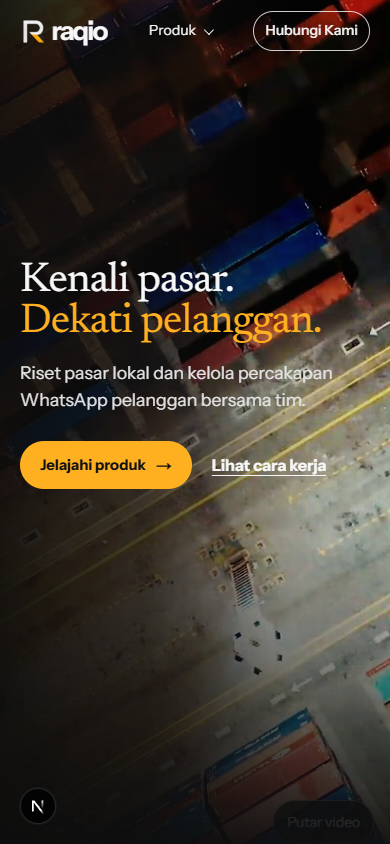 raqio
Produk
Hubungi Kami
Kenali pasar.
Dekati pelanggan.
Riset pasar lokal dan kelola percakapan
WhatsApp pelanggan bersama tim.
Jelajahi produk →
Lihat cara kerja
N
Putar video